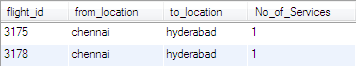 flight_id from_location to_location No_of_Services
3175 chennai hyderabad 1
3178 chennai hyderabad 1